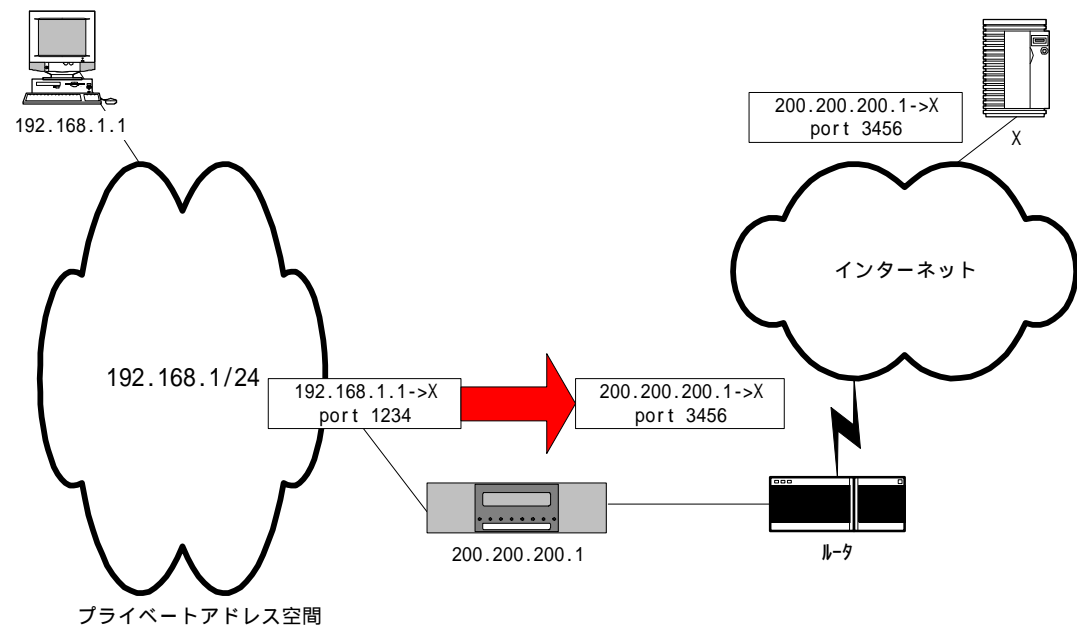 192.168.1.1
200.200.200.1->X
port 3456
X
インターネット
192.168.1/24
192.168.1.1->X
port 1234
200.200.200.1->X
port 3456
200.200.200.1
ﾙｰﾀ
プライベートアドレス空間